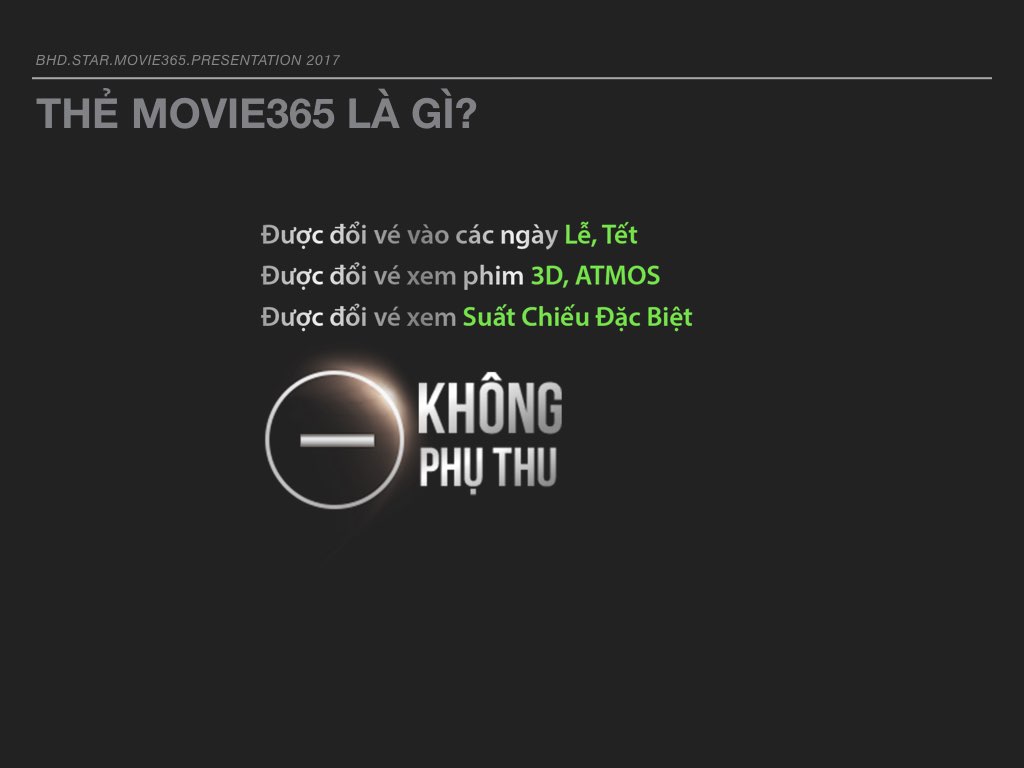 BHD.STAR.MOVIE365.PRESENTATION 2017
THẺ MOVIE365 LÀ GÌ?
Được đổi vé vào các ngày Lễ, Tết
Được đổi vé xem phim 3D, ATMOS
Được đổi vé xem Suất Chiếu Đặc Biệt
KHÔNG
PHỤ THU